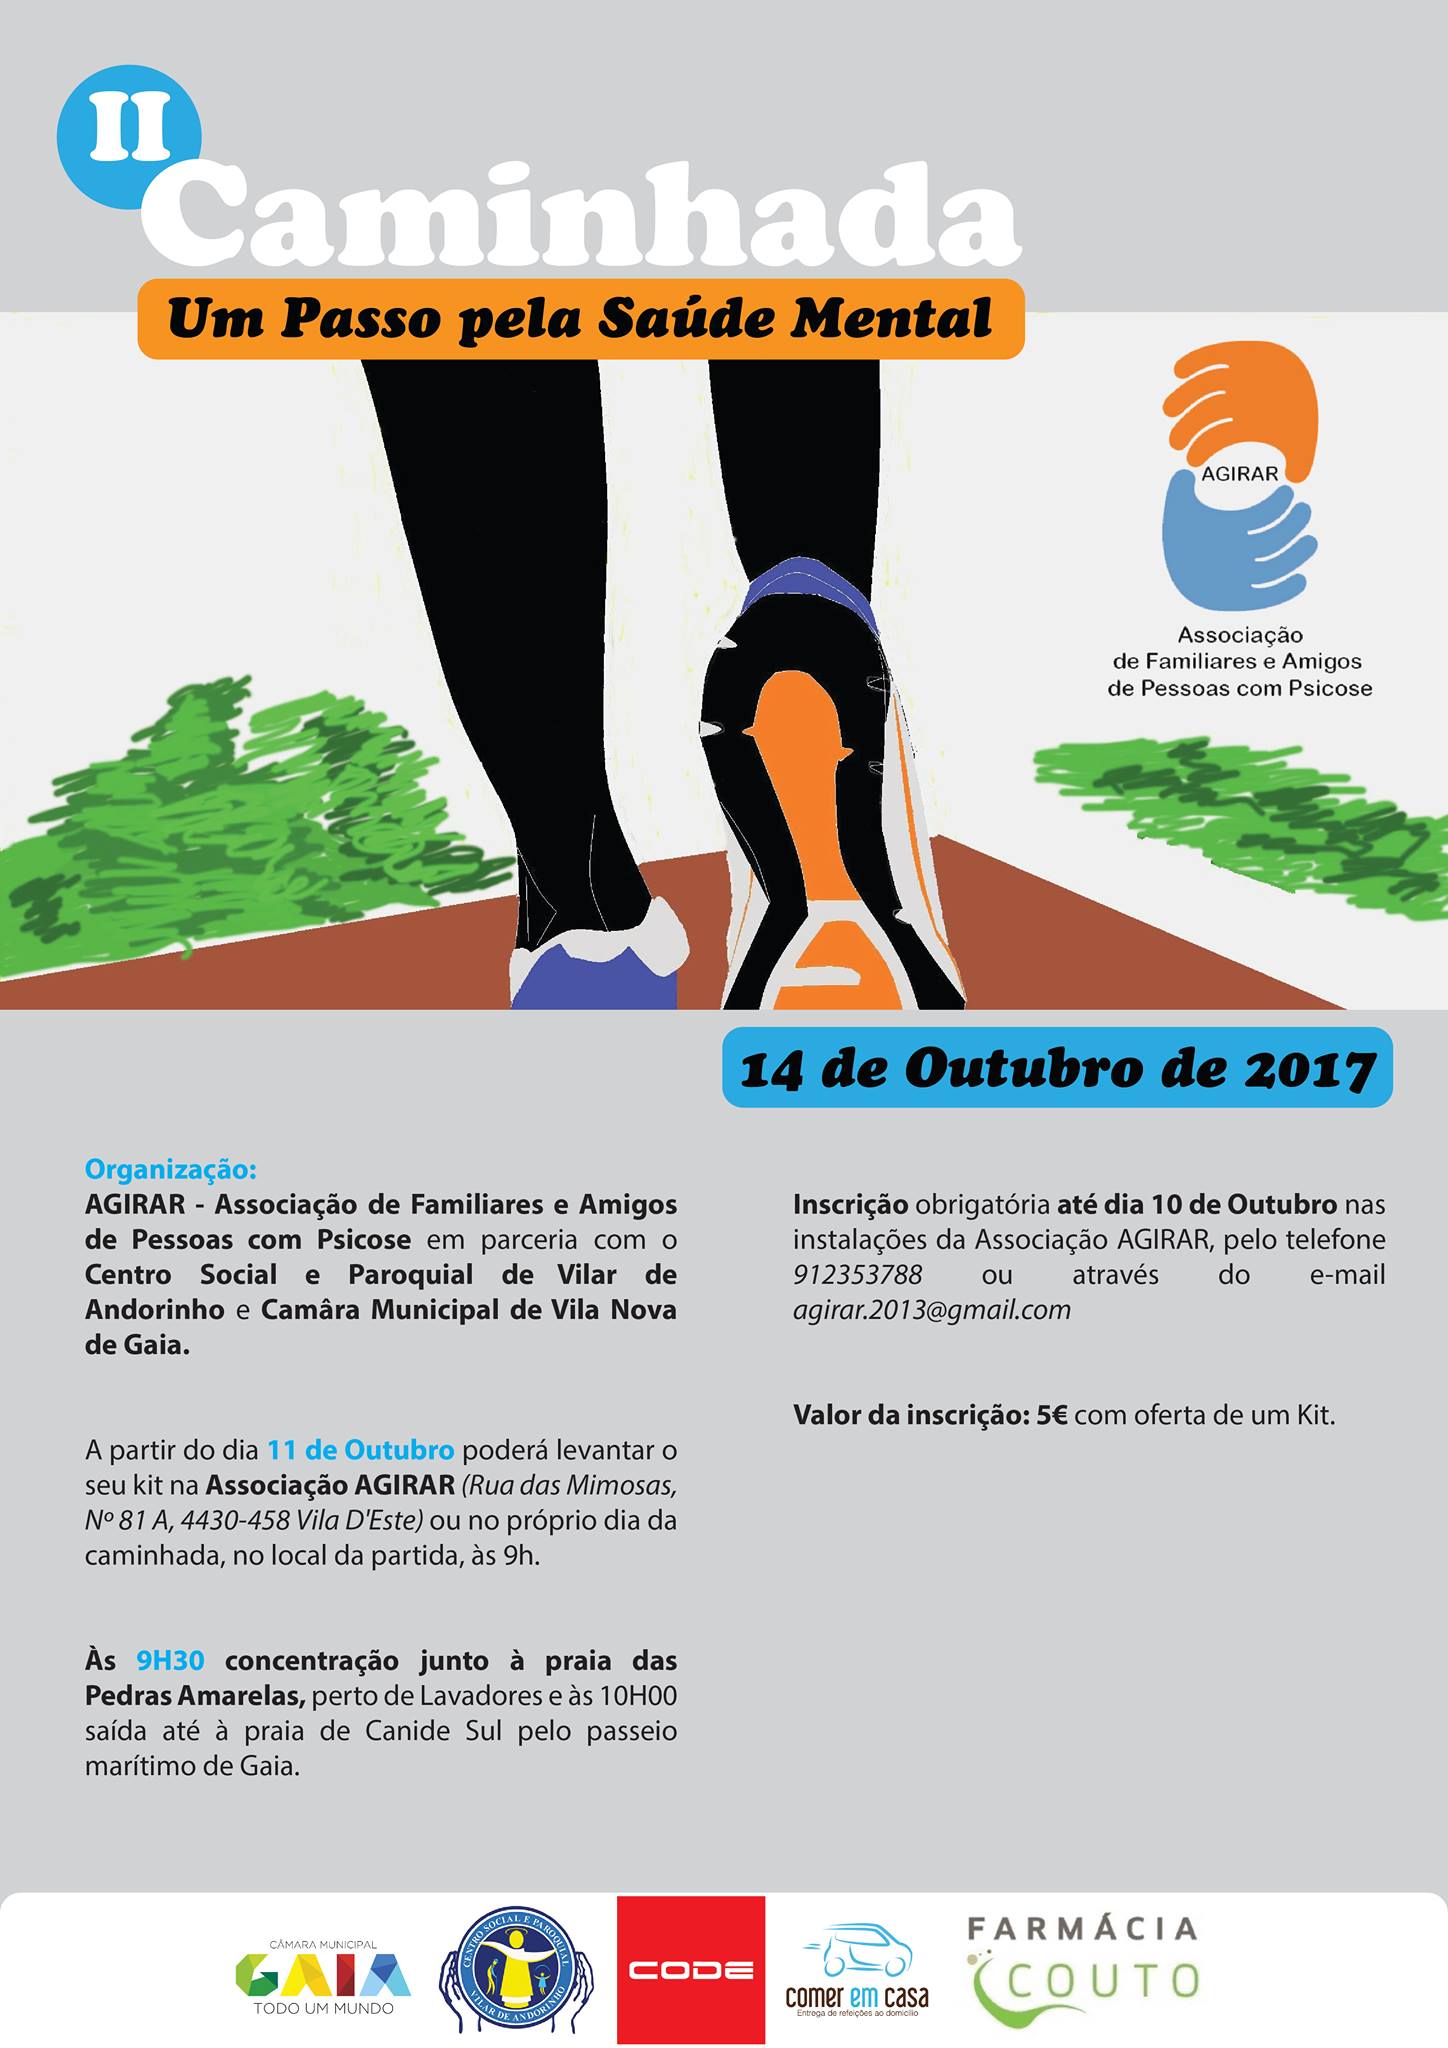 II
Caminhada
Um Passo pela Saúde Mental
AGIRAR
Associação
de Familiares e Amigos
de Pessoas com Psicose
14 de Outubro de 2017
Organização:
AGIRAR - Associação de Familiares e Amigos
de Pessoas com Psicose em parceria com o
Centro Social e Paroquial de Vilar de
Andorinho e Camâra Municipal de Vila Nova
de Gaia.
A partir do dia 11 de Outubro poderá levantar o
seu kit na Associação AGIRAR (Rua das Mimosas,
Nº 81 A, 4430-458 Vila D'Este) ou no próprio dia da
caminhada, no local da partida, às 9h.
Às 9H30 concentração junto à praia das
Pedras Amarelas, perto de Lavadores e às 10H00
saída até à praia de Canide Sul pelo passeio
marítimo de Gaia.
Inscrição obrigatória até dia 10 de Outubro nas
instalações da Associação AGIRAR, pelo telefone
912353788 ou através do e-mail
agirar.2013@gmail.com
Valor da inscrição: 5€ com oferta de um Kit.
CÂMARA MUNICIPAL
GAIA
TODO UM MUNDO
CENTRO SOCIAL E PAROQUIAL
VILAR DE ANDORINHO
CODE
comer em casa
Entrega de refeições ao domicílio
FARMÁCIA
COUTO